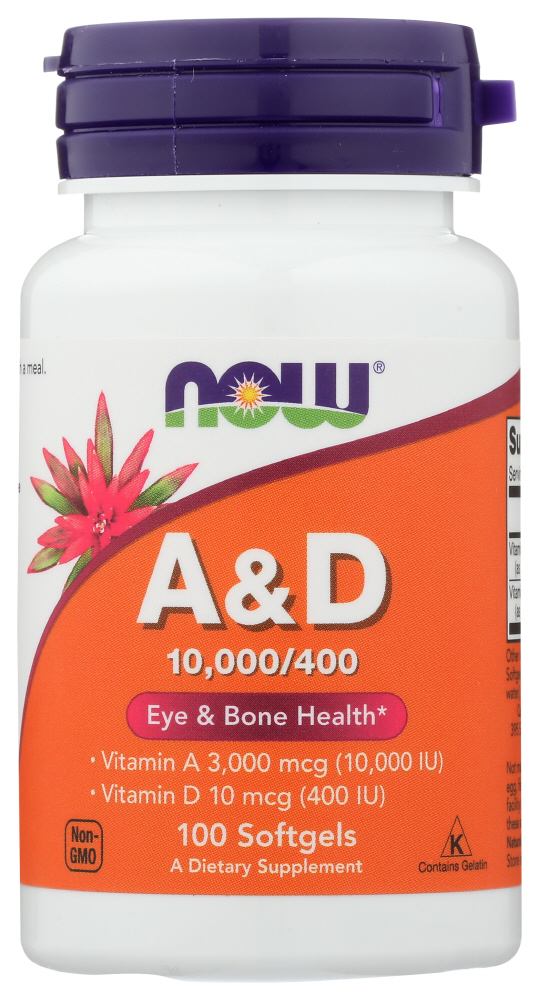 a meal.
now®
A&D
10,000/400
Eye & Bone Health*
• Vitamin A 3,000 mcg (10,000 IU)
• Vitamin D 10 mcg (400 IU)
100 Softgels
A Dietary Supplement
Non-
GMO
K
Contains Gelatin